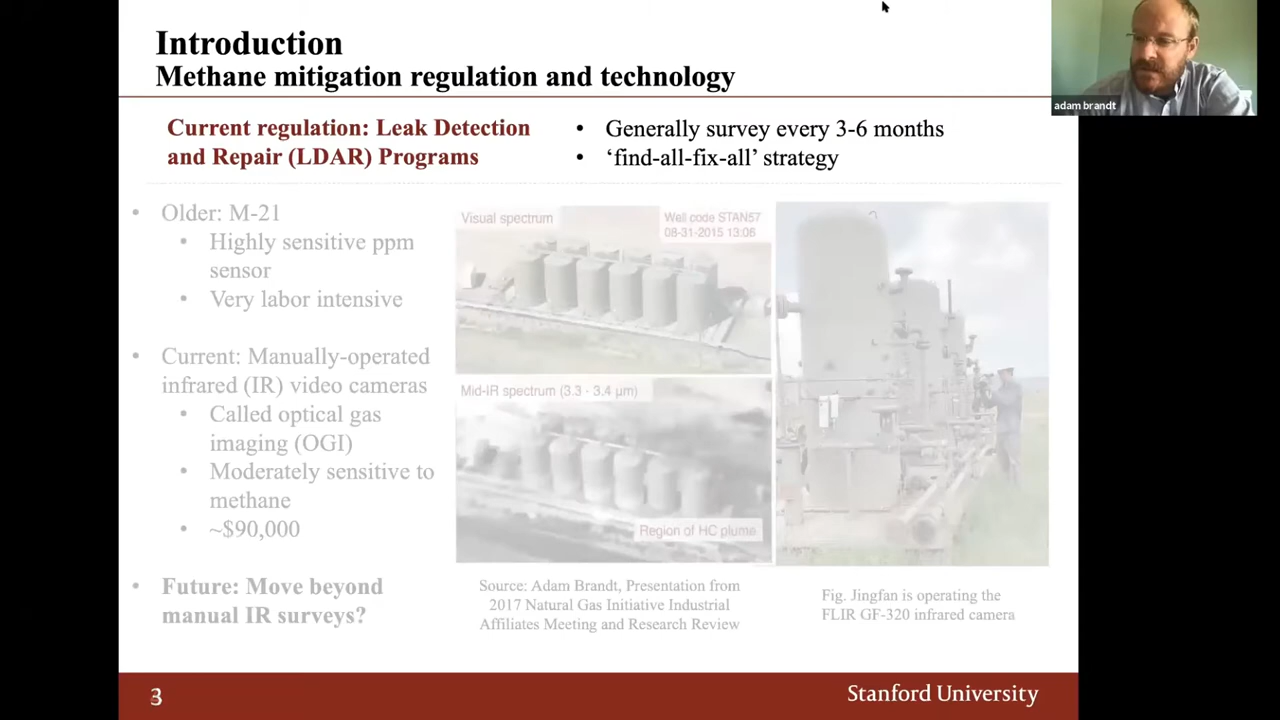 Introduction
Methane mitigation regulation and technology
adam brandt
Current regulation: Leak Detection
and Repair (LDAR) Programs
• Generally survey every 3-6 months
• ‘find-all-fix-all’ strategy
• Older: M-21
• Highly sensitive ppm
sensor
• Very labor intensive
• Current: Manually-operated
infrared (IR) video cameras
• Called optical gas
imaging (OGI)
• Moderately sensitive to
methane
• ~$90,000
• Future: Move beyond
manual IR surveys?
Visual spectrum
Well code STAN57
08-31-2015 13:06
Mid-IR spectrum (3.3 - 3.4 μm)
Region of HC plume
Source: Adam Brandt, Presentation from
2017 Natural Gas Initiative Industrial
Affiliates Meeting and Research Review
Fig. Jingfan is operating the
FLIR GF-320 infrared camera
3
Stanford University